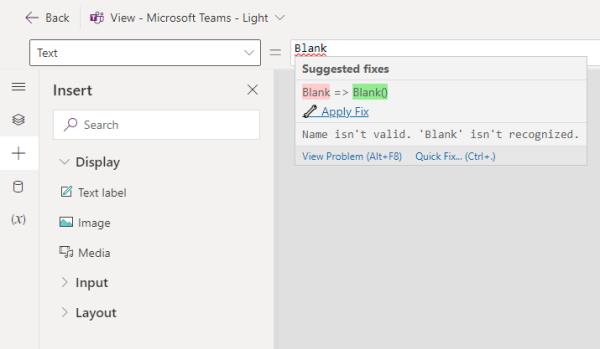 Back
View - Microsoft Teams - Light
Text
=
Blank
Suggested fixes
Blank => Blank()
Apply Fix
Name isn't valid. 'Blank' isn't recognized.
View Problem (Alt+F8) Quick Fix... (Ctrl+.)
Insert
Search
Display
Text label
Image
Media
Input
Layout
(x)